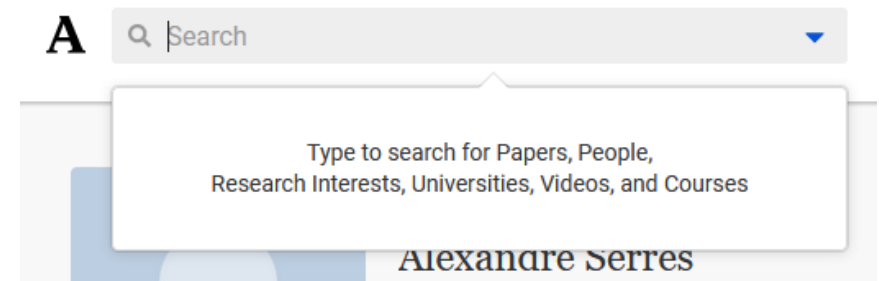 A
Search
Type to search for Papers, People,
Research Interests, Universities, Videos, and Courses
Alexandre Serres